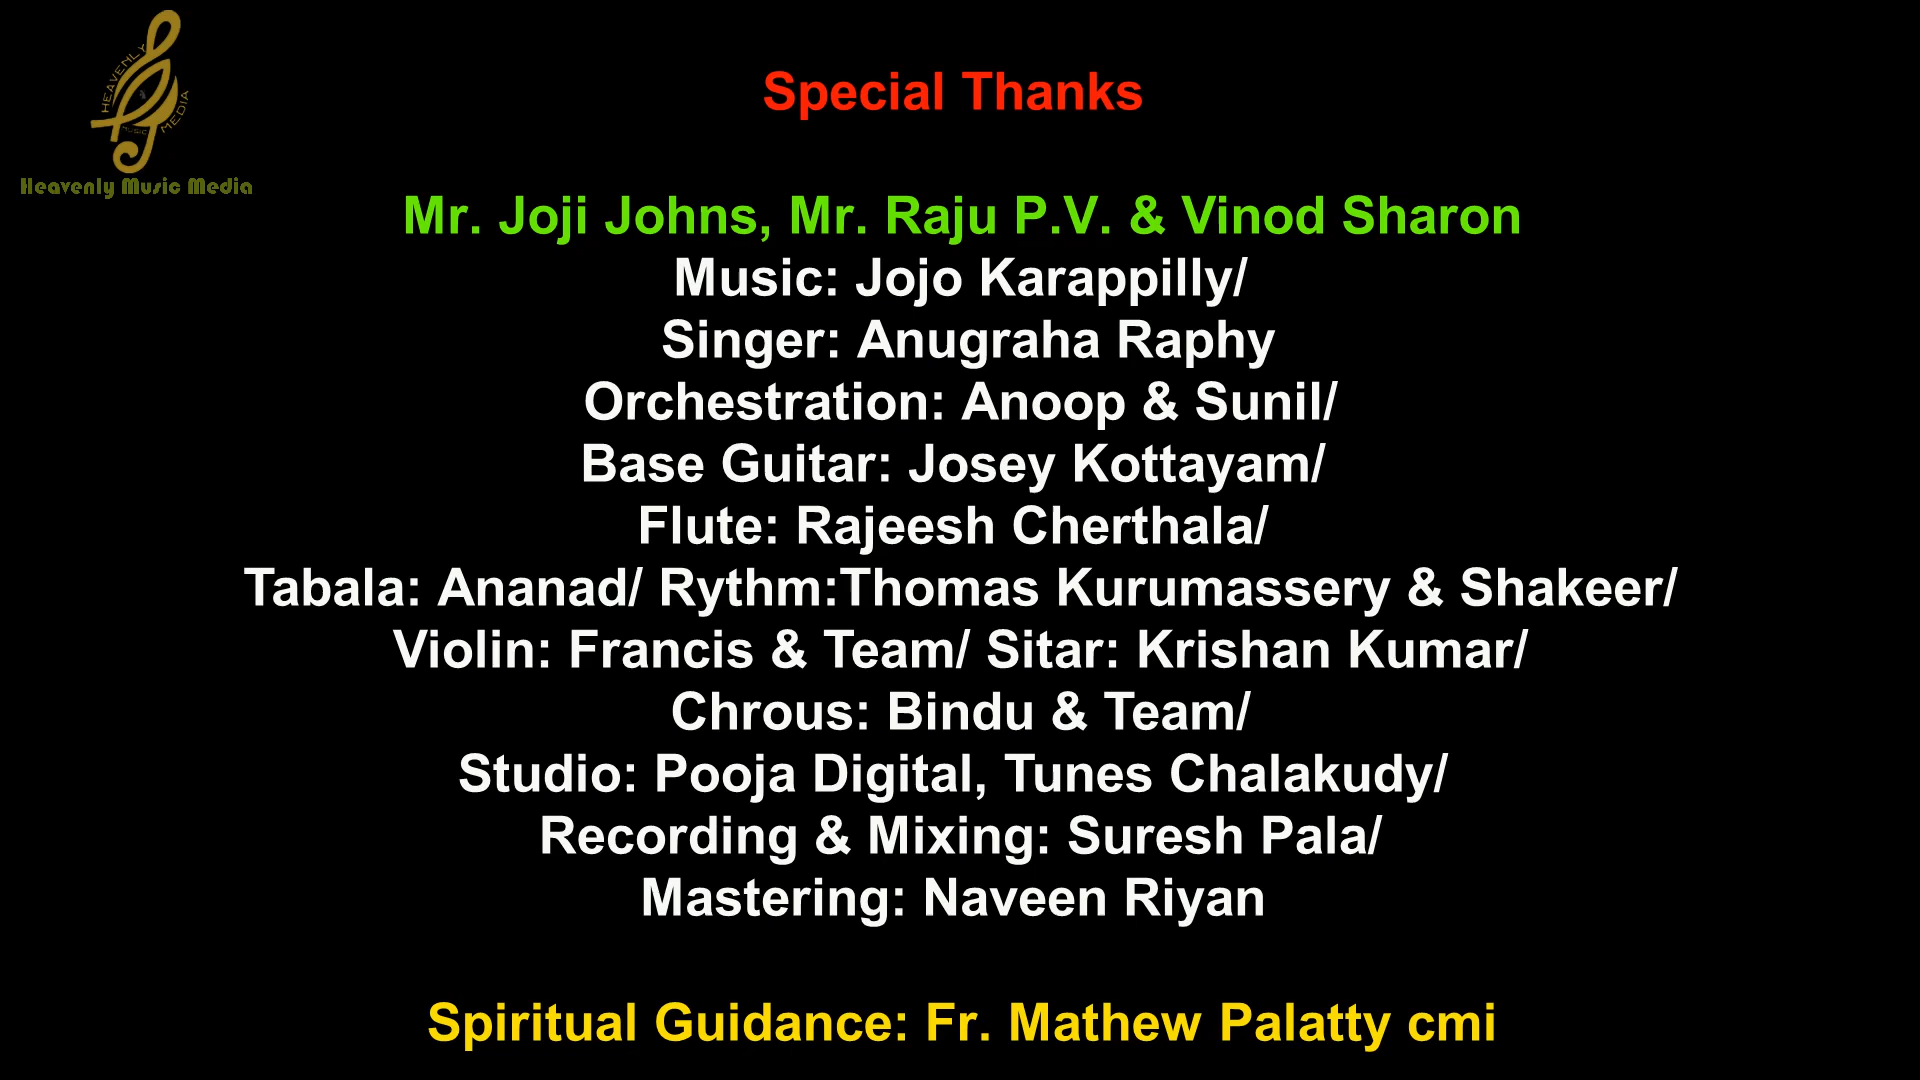 HEAVENLY
MUSIC
MEDIA
Heavenly Music Media
Special Thanks
Mr. Joji Johns, Mr. Raju P.V. & Vinod Sharon
Music: Jojo Karappilly/
Singer: Anugraha Raphy
Orchestration: Anoop & Sunil/
Base Guitar: Josey Kottayam/
Flute: Rajeesh Cherthala/
Tabala: Ananad/ Rythm:Thomas Kurumassery & Shakeer/
Violin: Francis & Team/ Sitar: Krishan Kumar/
Chrous: Bindu & Team/
Studio: Pooja Digital, Tunes Chalakudy/
Recording & Mixing: Suresh Pala/
Mastering: Naveen Riyan
Spiritual Guidance: Fr. Mathew Palatty cmi